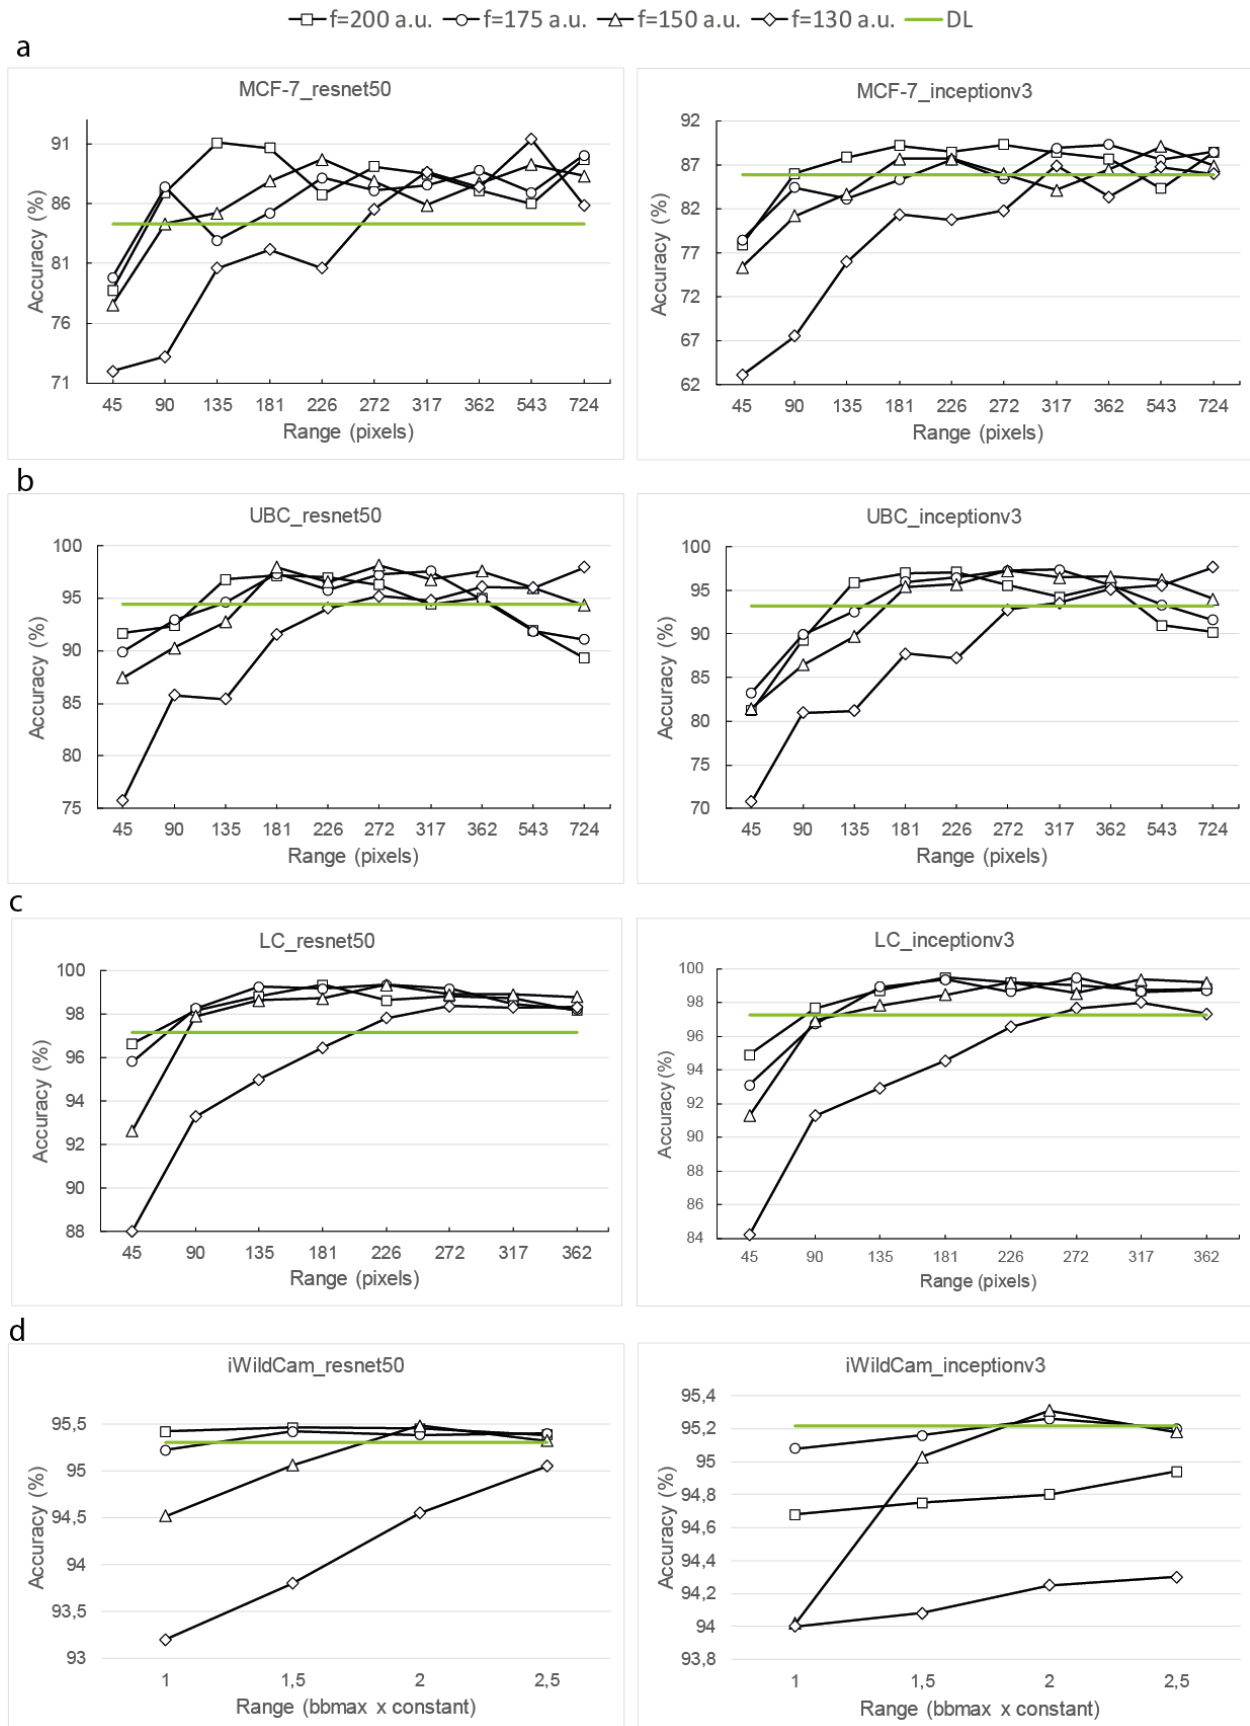 f=200 a.u. f=175 a.u. f=150 a.u. f=130 a.u. DL
a
MCF-7_resnet50
Accuracy (%)
91
86
81
76
71
45 90 135 181 226 272 317 362 543 724
Range (pixels)
MCF-7_inceptionv3
Accuracy (%)
92
87
82
77
72
67
62
45 90 135 181 226 272 317 362 543 724
Range (pixels)
b
UBC_resnet50
Accuracy (%)
100
95
90
85
80
75
45 90 135 181 226 272 317 362 543 724
Range (pixels)
UBC_inceptionv3
Accuracy (%)
100
95
90
85
80
75
70
45 90 135 181 226 272 317 362 543 724
Range (pixels)
c
LC_resnet50
Accuracy (%)
100
98
96
94
92
90
88
45 90 135 181 226 272 317 362
Range (pixels)
LC_inceptionv3
Accuracy (%)
100
98
96
94
92
90
88
86
84
45 90 135 181 226 272 317 362
Range (pixels)
d
iWildCam_resnet50
Accuracy (%)
95,5
95
94,5
94
93,5
93
1 1,5 2 2,5
Range (bbmax x constant)
iWildCam_inceptionv3
Accuracy (%)
95,4
95,2
95
94,8
94,6
94,4
94,2
94
93,8
1 1,5 2 2,5
Range (bbmax x constant)